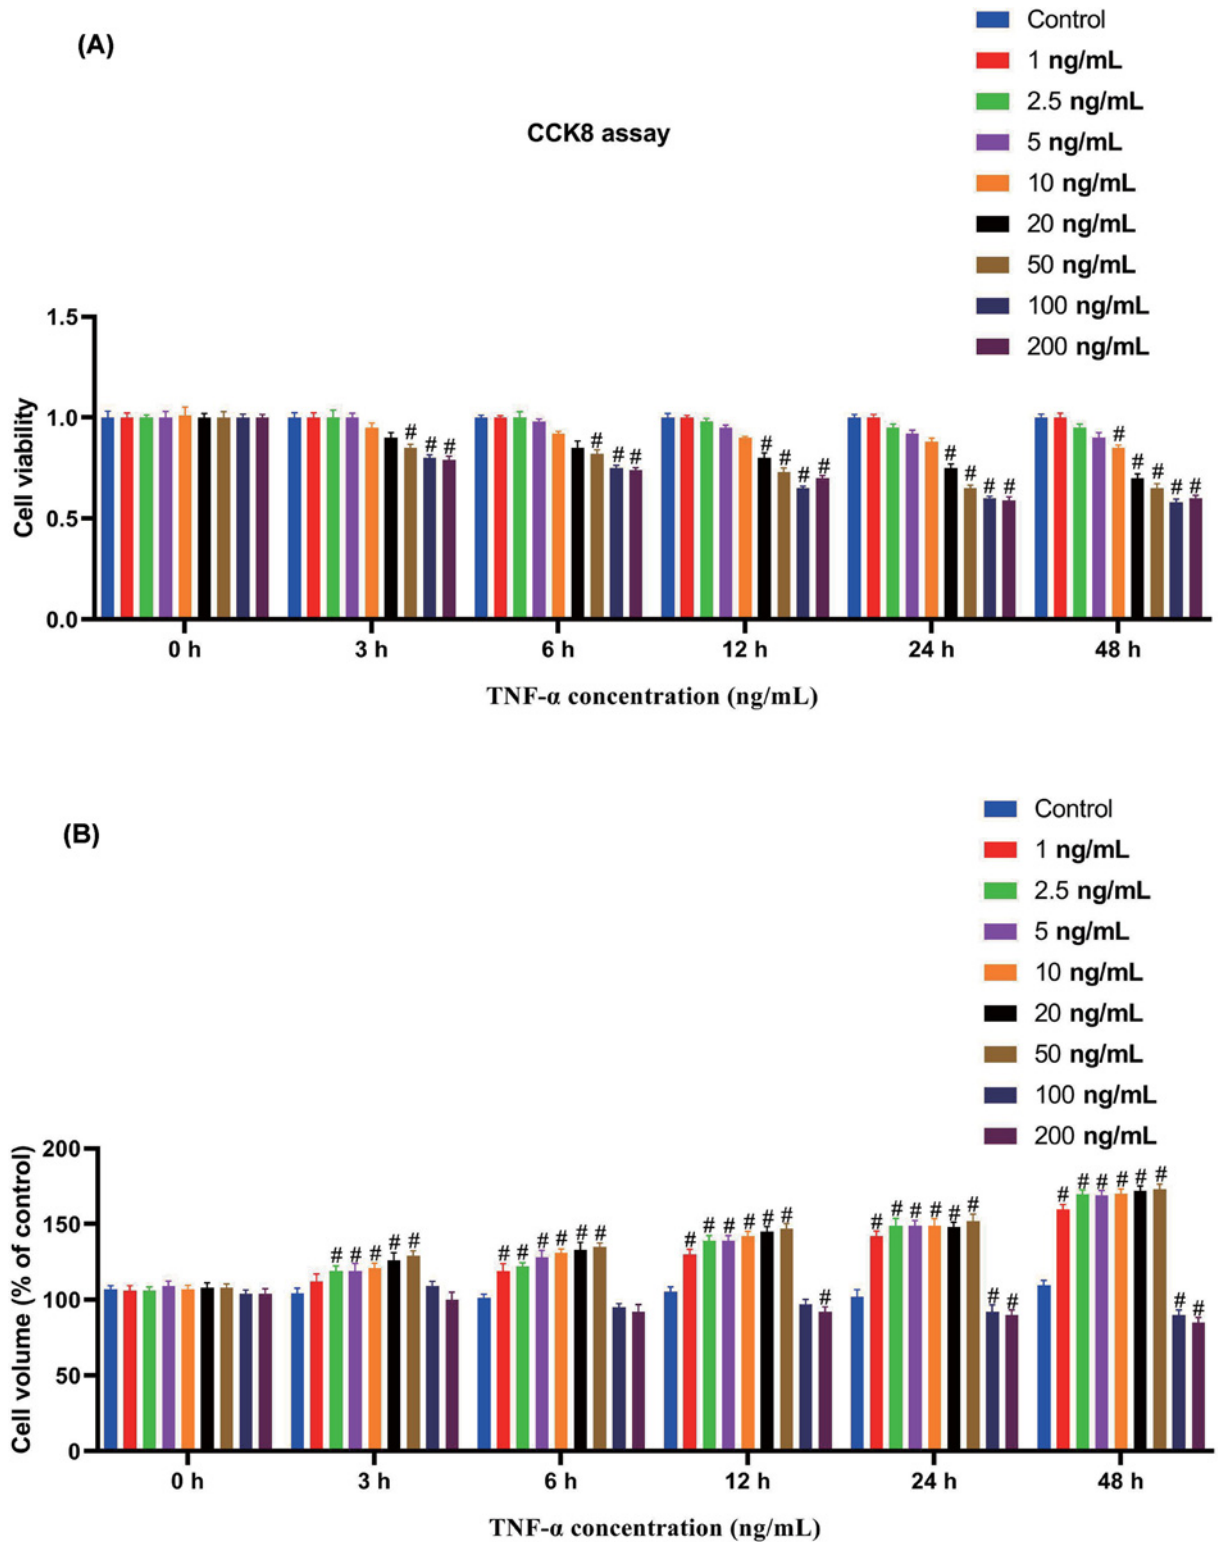 (A)
Control
1 ng/mL
2.5 ng/mL
5 ng/mL
10 ng/mL
20 ng/mL
50 ng/mL
100 ng/mL
200 ng/mL
CCK8 assay
Cell viability
1.5
1.0
0.5
0.0
# # #
# # #
# # # #
# # # #
# # # # #
0 h 3 h 6 h 12 h 24 h 48 h
TNF-α concentration (ng/mL)
(B)
Control
1 ng/mL
2.5 ng/mL
5 ng/mL
10 ng/mL
20 ng/mL
50 ng/mL
100 ng/mL
200 ng/mL
Cell volume (% of control)
200
150
100
50
0
# # # # #
# # # # # #
# # # # # # #
# # # # # # # #
# # # # # # # #
0 h 3 h 6 h 12 h 24 h 48 h
TNF-α concentration (ng/mL)